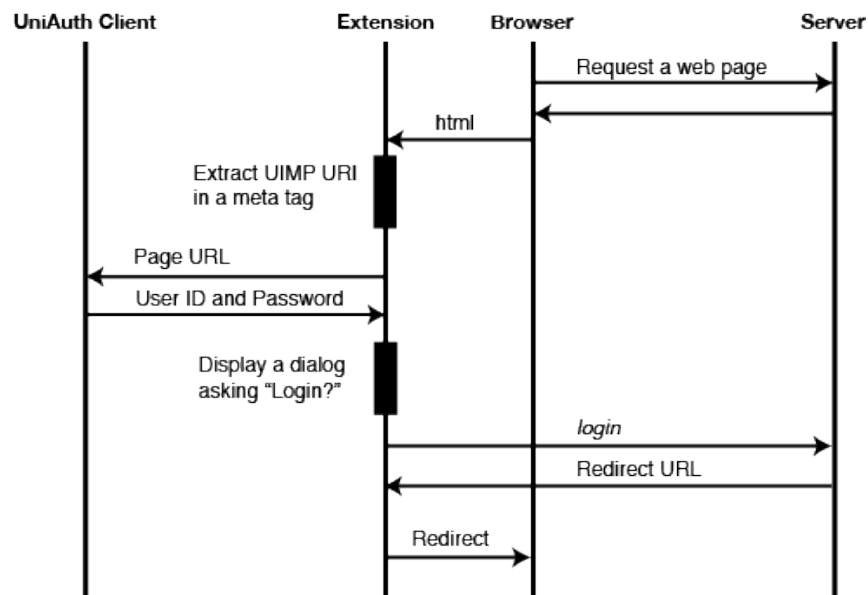 UniAuth Client Extension Browser Server
Request a web page
html
Extract UIMP URI
in a meta tag
Page URL
User ID and Password
Display a dialog
asking “Login?”
login
Redirect URL
Redirect